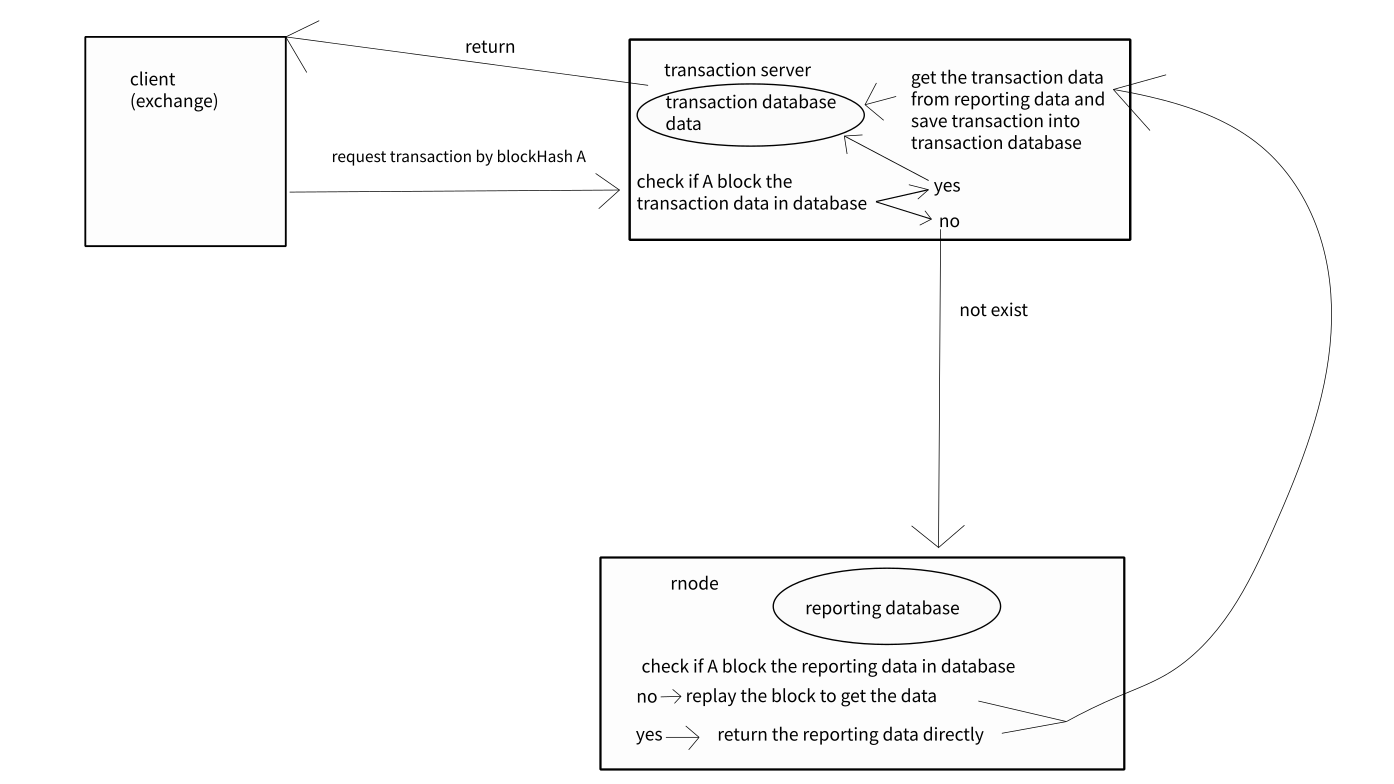 client
(exchange)
return
request transaction by blockHash A
transaction server
transaction database
data
get the transaction data
from reporting data and
save transaction into
transaction database
check if A block the
transaction data in database
yes
no
not exist
rnode
reporting database
check if A block the reporting data in database
no replay the block to get the data
yes return the reporting data directly